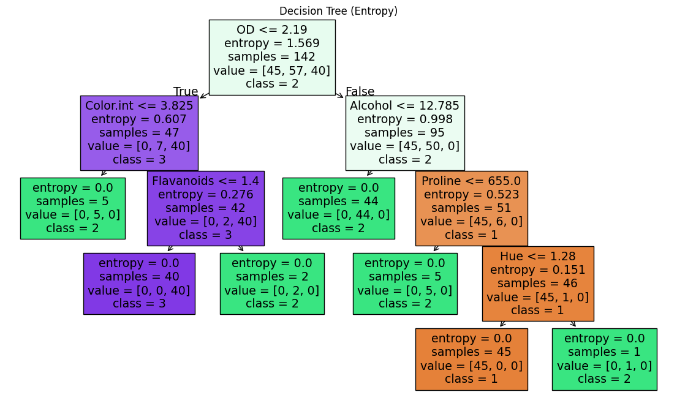 Decision Tree (Entropy)
OD <= 2.19
entropy = 1.569
samples = 142
value = [45, 57, 40]
class = 2
True
False
Color.int <= 3.825
entropy = 0.607
samples = 47
value = [0, 7, 40]
class = 3
Alcohol <= 12.785
entropy = 0.998
samples = 95
value = [45, 50, 0]
class = 2
entropy = 0.0
samples = 5
value = [0, 5, 0]
class = 2
Flavanoids <= 1.4
entropy = 0.276
samples = 42
value = [0, 2, 40]
class = 3
entropy = 0.0
samples = 44
value = [0, 44, 0]
class = 2
Proline <= 655.0
entropy = 0.523
samples = 51
value = [45, 6, 0]
class = 1
entropy = 0.0
samples = 40
value = [0, 0, 40]
class = 3
entropy = 0.0
samples = 2
value = [0, 2, 0]
class = 2
entropy = 0.0
samples = 5
value = [0, 5, 0]
class = 2
Hue <= 1.28
entropy = 0.151
samples = 46
value = [45, 1, 0]
class = 1
entropy = 0.0
samples = 45
value = [45, 0, 0]
class = 1
entropy = 0.0
samples = 1
value = [0, 1, 0]
class = 2